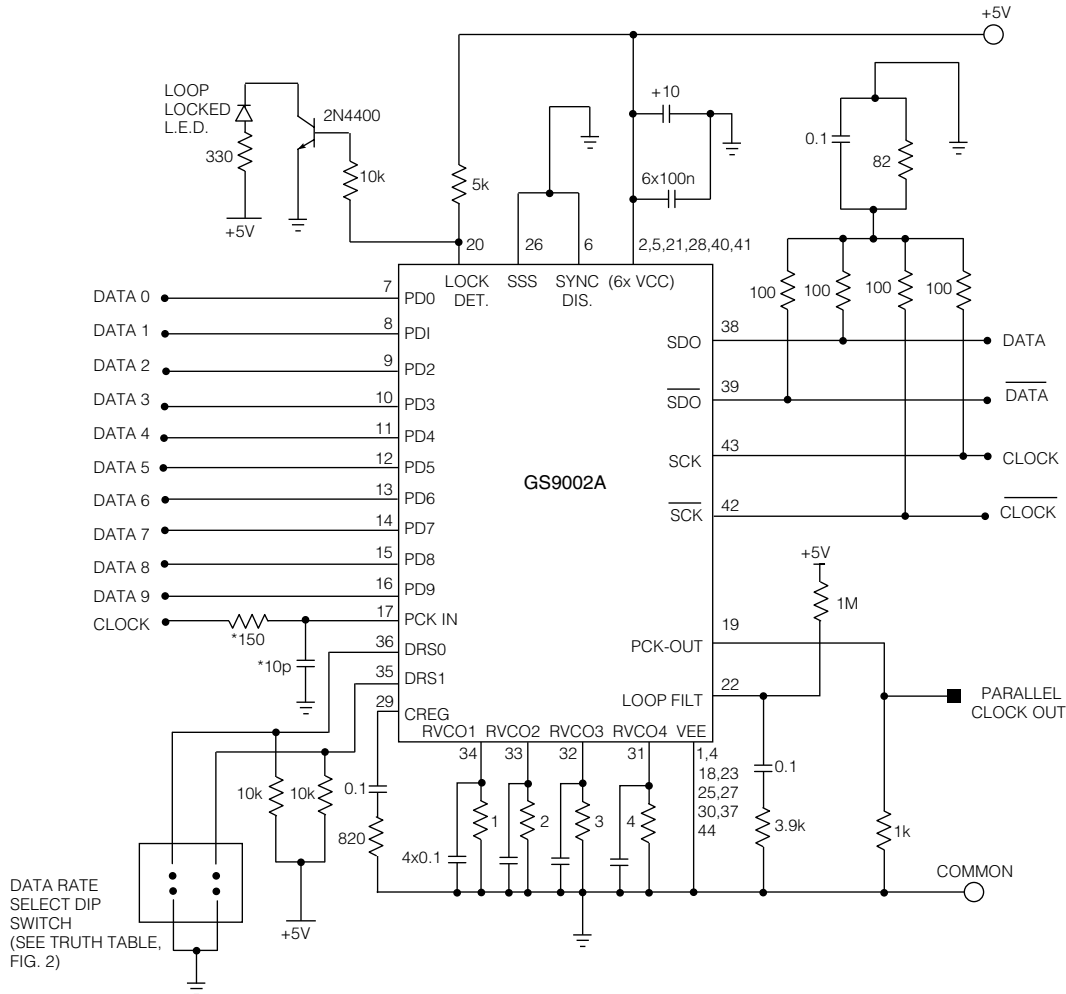 +5V
LOOP
LOCKED
L.E.D.
2N4400
330
10k
+5V
5k
+10
6x100n
0.1
82
20
26
6
2,5,21,28,40,41
LOCK
DET.
SSS
SYNC
DIS.
(6x VCC)
100
100
100
100
DATA 0
7
PD0
DATA 1
8
PDI
DATA 2
9
PD2
DATA 3
10
PD3
DATA 4
11
PD4
DATA 5
12
PD5
DATA 6
13
PD6
DATA 7
14
PD7
DATA 8
15
PD8
DATA 9
16
PD9
CLOCK
*150
17
PCK IN
*10p
36
DRS0
35
DRS1
29
CREG
GS9002A
SDO
38
DATA
SDO
39
DATA
SCK
43
CLOCK
SCK
42
CLOCK
+5V
1M
PCK-OUT
19
LOOP FILT
22
PARALLEL
CLOCK OUT
RVCO1
RVCO2
RVCO3
RVCO4
VEE
34
33
32
31
1,4
18,23
25,27
30,37
44
0.1
3.9k
1k
10k
10k
0.1
820
4x0.1
1
2
3
4
COMMON
DATA RATE
SELECT DIP
SWITCH
(SEE TRUTH TABLE,
FIG. 2)
+5V